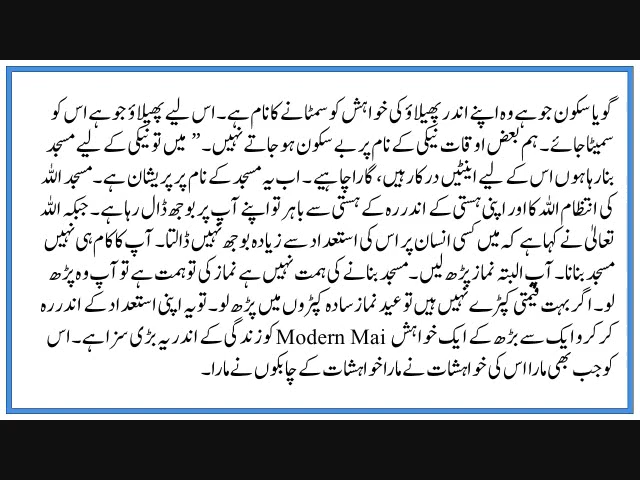 گویا سکون جو ہے وہ اپنے اندر پھیلاؤ کی خواہش کو سمٹانے کا نام ہے۔ اس لیے پھیلاؤ جو ہے اس کو
سمیٹا جائے۔ ہم بعض اوقات نیکی کے نام پر بے سکون ہو جاتے نہیں۔” میں تو نیکی کے لیے مسجد
بنا رہا ہوں اس کے لیے اینٹیں درکار ہیں، گارا چاہیے۔ اب یہ مسجد کے نام پر پریشان ہے۔ مسجد اللہ
کی انتظام اللہ کا اور اپنی ہستی کے اندر رہ کے ہستی سے باہر تو اپنے آپ پر بوجھ ڈال رہا ہے۔ جبکہ اللہ
تعالیٰ نے کہا ہے کہ میں کسی انسان پر اس کی استعداد سے زیادہ بوجھ نہیں ڈالتا۔ آپ کا کام ہی نہیں
مسجد بنانا۔ آپ البتہ نماز پڑھ لیں۔ مسجد بنانے کی ہمت نہیں ہے نماز کی تو ہمت ہے تو آپ وہ پڑھ
لو۔ اگر بہت قیمتی کپڑے نہیں ہیں تو عید نماز سادہ کپڑوں میں پڑھ لو۔ تو یہ اپنی استعداد کے اندر رہ
کر کرو ایک سے بڑھ کے ایک خواہش Modern Mai کو زندگی کے اندر یہ بڑی سزا ہے۔ اس
کو جب بھی مارا اس کی خواہشات نے مارا خواہشات کے چابکوں نے مارا۔